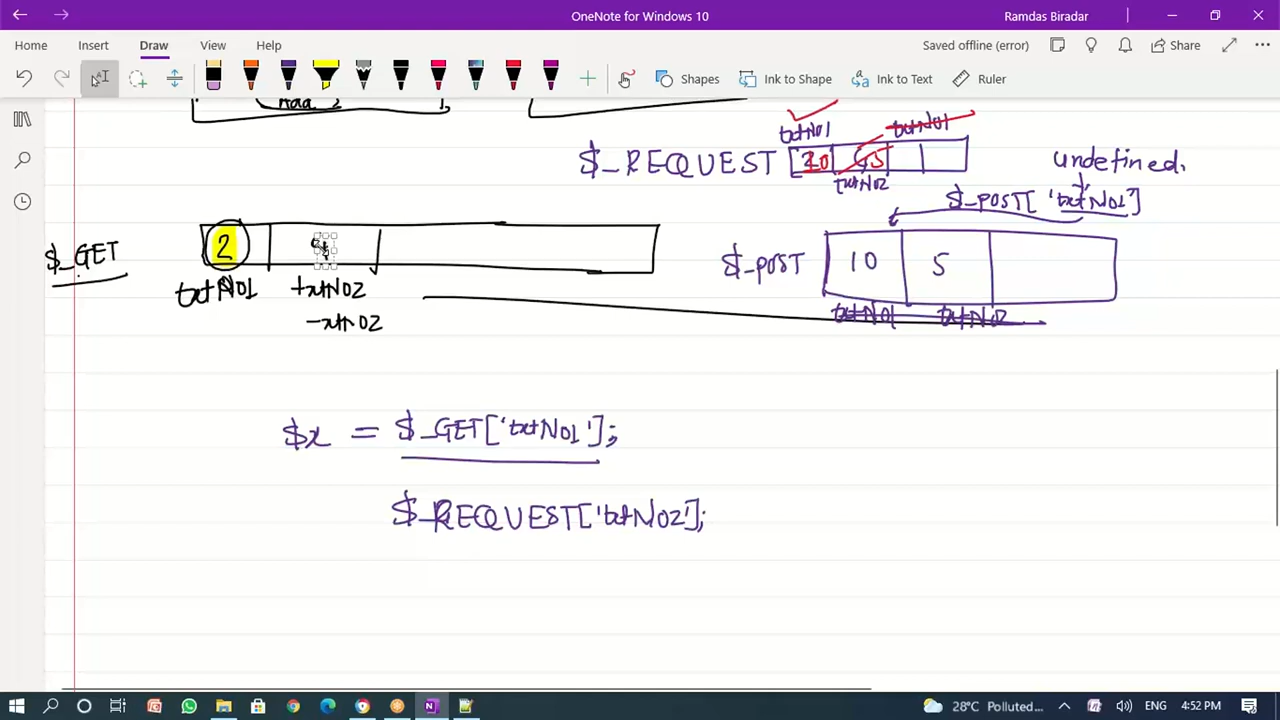 OneNote for Windows 10
Ramdas Biradar
Home Insert Draw View Help
Saved offline (error)
Share
Shapes
Ink to Shape
Ink to Text
Ruler
Add
txtNo1 txtNo1
$_REQUEST 45
txtNo2
undefined.
$_POST['txtNo1']
$_GET 2
txtNo1 txtNo2
txtNo2
$_POST 10 5
txtNo1 txtNo2
$x = $_GET['txtNo1'];
$_REQUEST['txtNo2'];
28°C Polluted...
ENG
4:52 PM